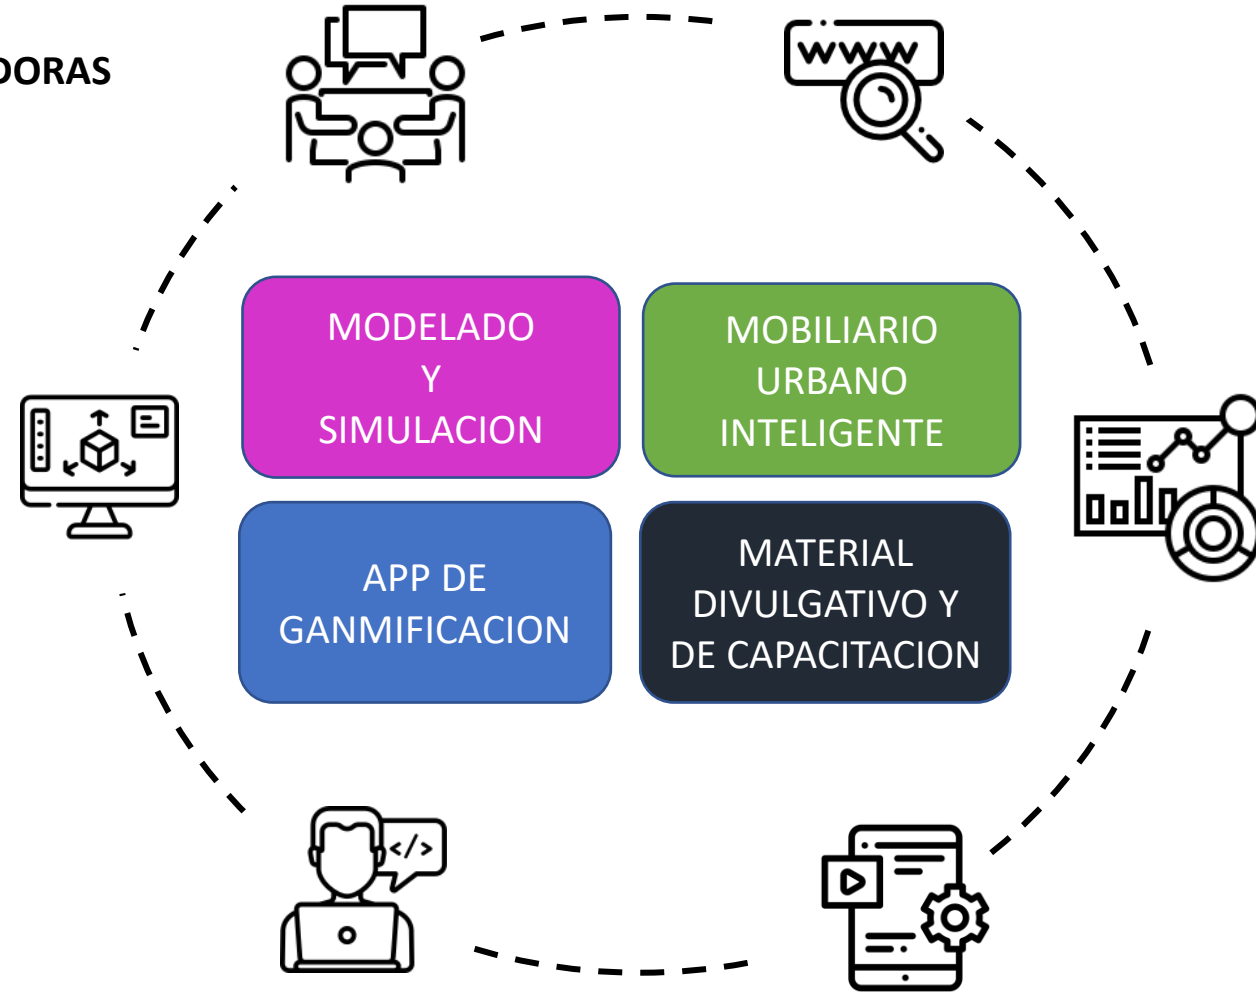 DORAS
WWW
MODELADO
Y
SIMULACION
MOBILIARIO
URBANO
INTELIGENTE
APP DE
GANMIFICACION
MATERIAL
DIVULGATIVO Y
DE CAPACITACION
</>